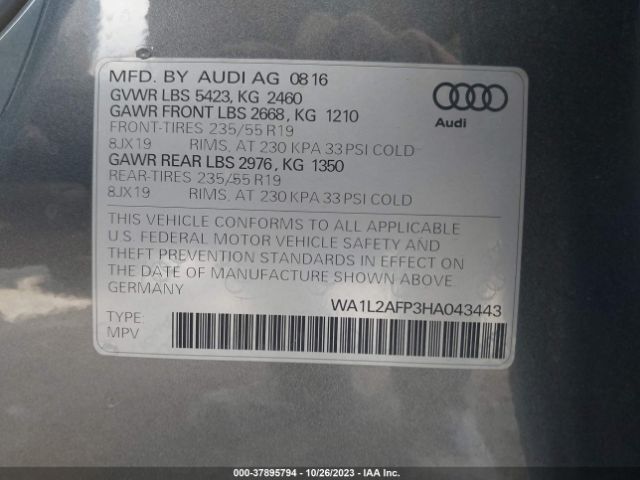 MFD. BY AUDI AG 08 16
GVWR LBS 5423, KG 2460
GAWR FRONT LBS 2668, KG 1210
FRONT-TIRES 235/55 R19
8JX19 RIMS, AT 230 KPA 33 PSI COLD
GAWR REAR LBS 2976, KG 1350
REAR-TIRES 235/55 R19
8JX19 RIMS, AT 230 KPA 33 PSI COLD
Audi
THIS VEHICLE CONFORMS TO ALL APPLICABLE
U.S. FEDERAL MOTOR VEHICLE SAFETY AND
THEFT PREVENTION STANDARDS IN EFFECT ON
THE DATE OF MANUFACTURE SHOWN ABOVE.
GERMANY
WA1L2AFP3HA043443
TYPE:
MPV
000-37895794 - 10/26/2023 - IAAI.com